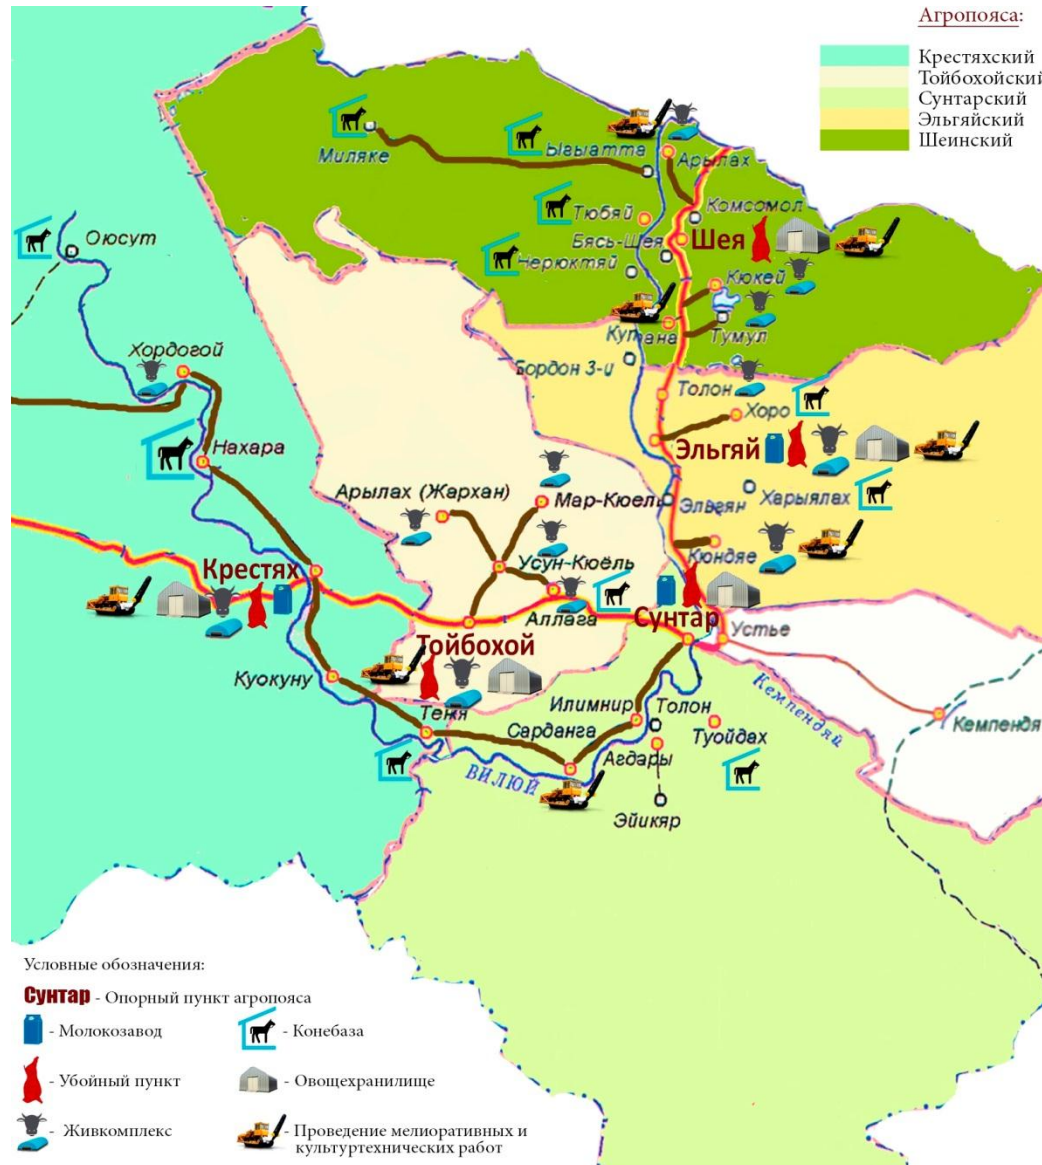 Агропояса:
Крестяхский
Тойбохойский
Сунтарский
Эльгяйский
Шеинский
Миляке
Ыгыатта
Арылах
Тюбяй
Комсомол
Бясь-Шея
Шея
Нерюктяй
Кюкей
Оюсут
Кутана
Тумул
Хордогой
Бордон 3-и
Толон
Хоро
Нахара
Эльгяй
Арылах (Жархан)
Мар-Кюель
Эльгян
Харыялах
Усун-Кюёль
Кюндяе
Крестях
Аллага
Сунтар
Устье
Тойбохой
Куокуну
Кемпендяй
Илимнир
Толон
Теня
Сарданга
Туойдах
Кемпендя
Агдары
ВИЛЮЙ
Эйикяр
Условные обозначения:
Сунтар - Опорный пункт агропояса
- Молокозавод
- Конебаза
- Убойный пункт
- Овощехранилище
- Живкомплекс
- Проведение мелиоративных и
культуртехнических работ